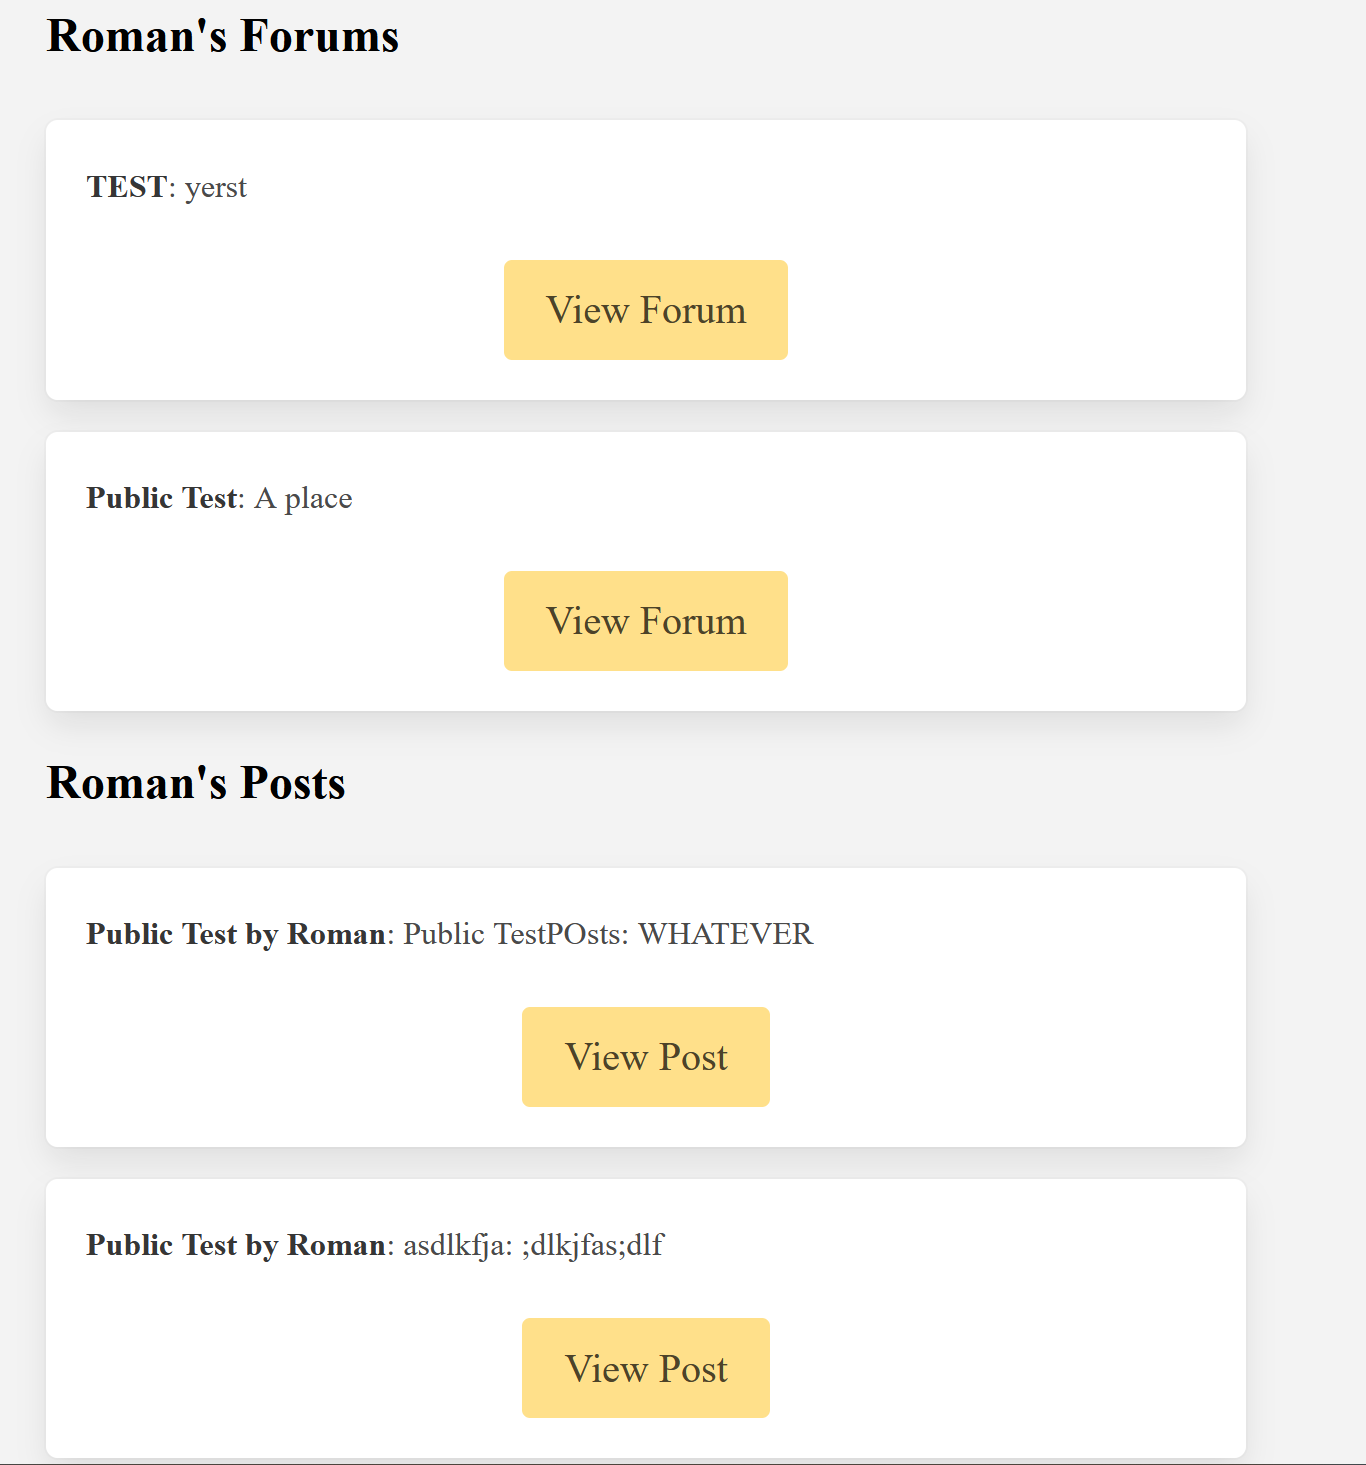 Roman's Forums
TEST: yerst
View Forum
Public Test: A place
View Forum
Roman's Posts
Public Test by Roman: Public TestPOsts: WHATEVER
View Post
Public Test by Roman: asdlkfja: ;dlkjfas;dlf
View Post